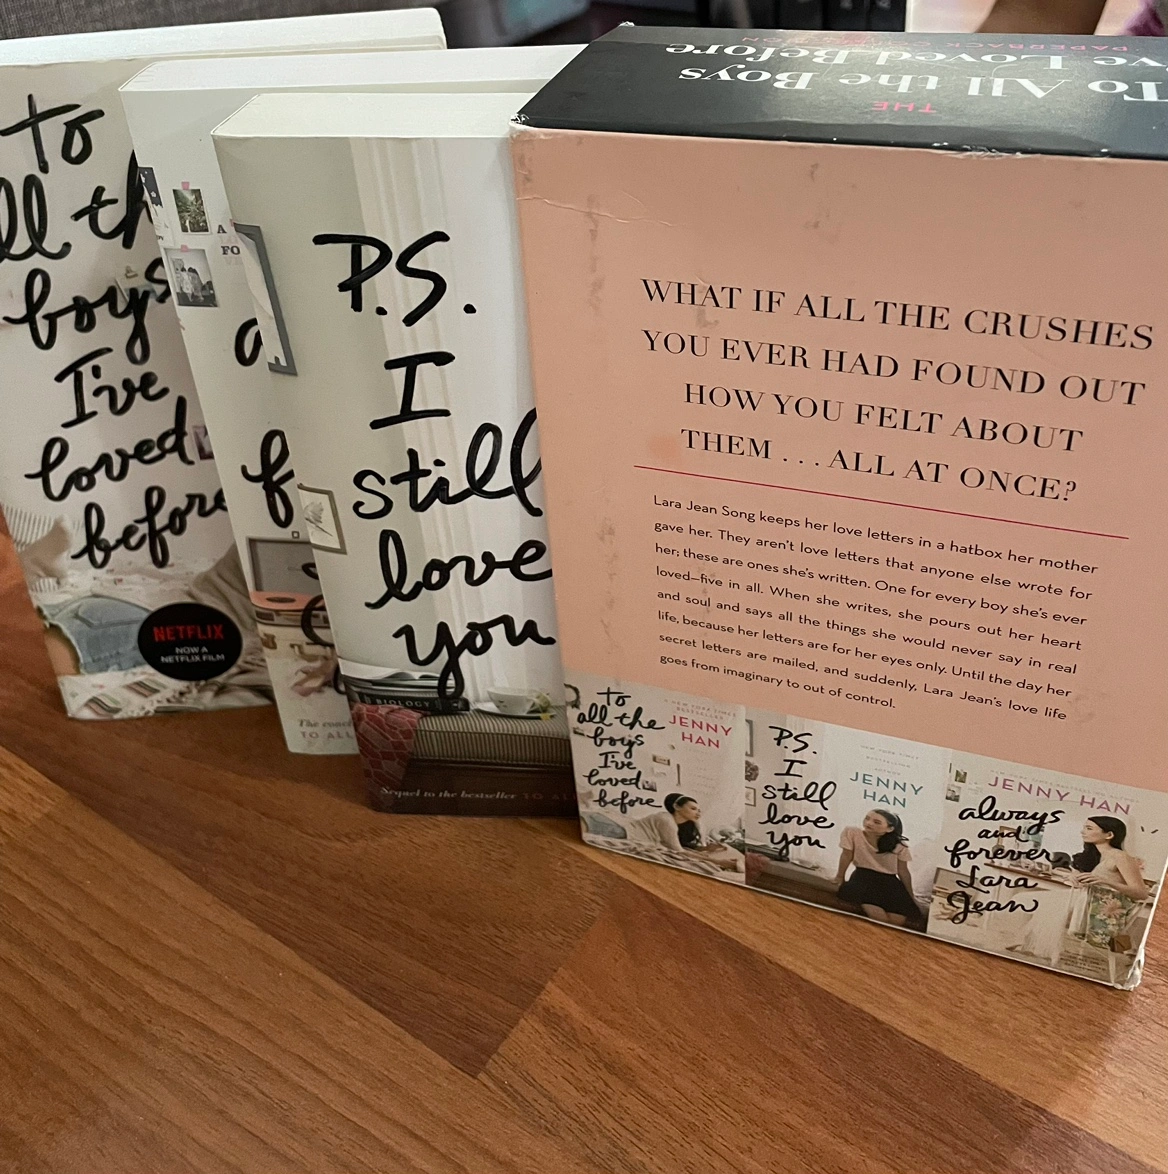 to
all th
boys
I've
loved
before
NETFLIX
NOW A
NETFLIX FILM
A
FO
a
f
TO ALL
P.S.
I
still
love
you
BIOLOGY
Sequel to the bestseller TO A
THE
To All the Boys
ve Loved Before
PAPERBACK
WHAT IF ALL THE CRUSHES
YOU EVER HAD FOUND OUT
HOW YOU FELT ABOUT
THEM . . . ALL AT ONCE?
Lara Jean Song keeps her love letters in a hatbox her mother
gave her. They aren't love letters that anyone else wrote for
her; these are ones she's written. One for every boy she's ever
loved—five in all. When she writes, she pours out her heart
and soul and says all the things she would never say in real
life, because her letters are for her eyes only. Until the day her
secret letters are mailed, and suddenly, Lara Jean's love life
goes from imaginary to out of control.
to
all the
boys
I've
loved
before
JENNY
HAN
P.S.
I
still
love
you
JENNY
HAN
JENNY HAN
always
and
forever
Lara
Jean